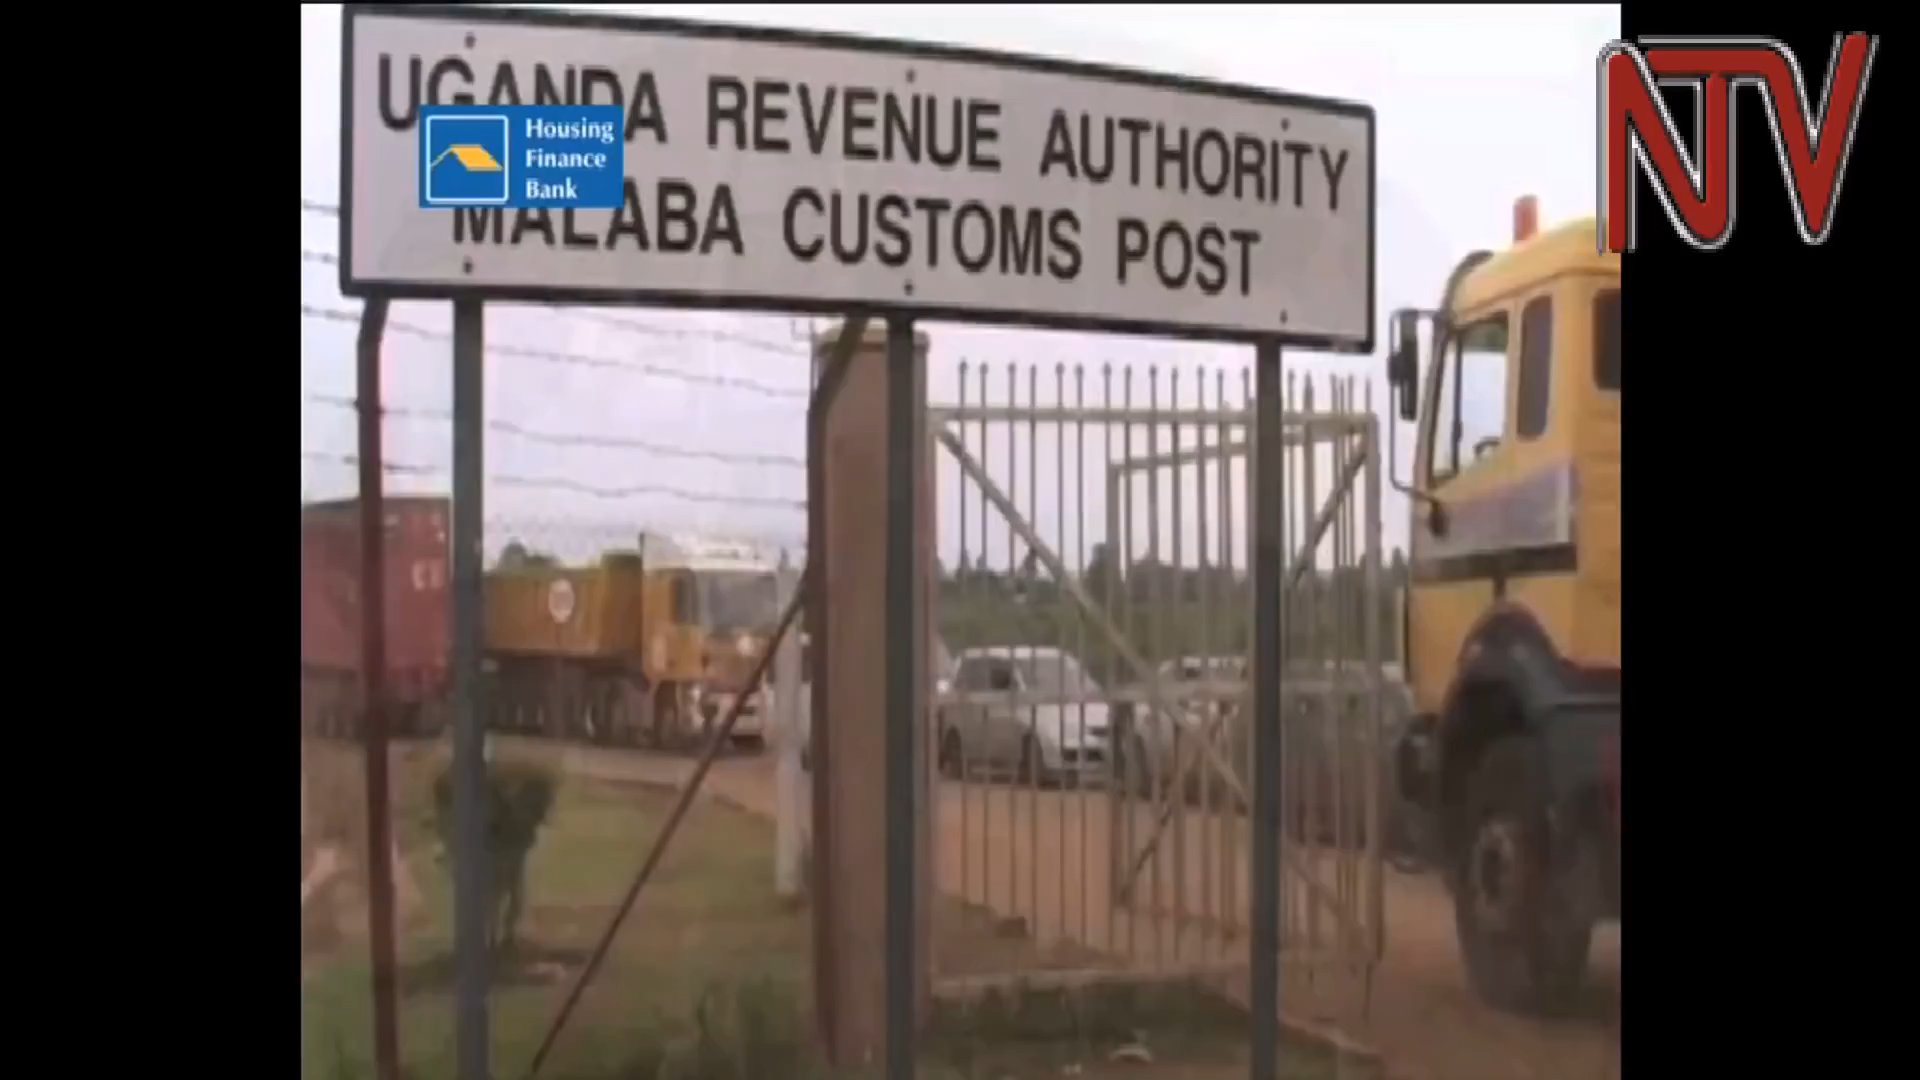 UGANDA REVENUE AUTHORITY
MALABA CUSTOMS POST
Housing
Finance
Bank
NTV